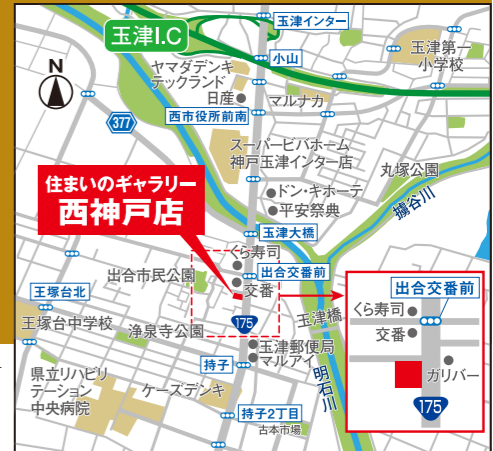 玉津インター
玉津I.C
小山
玉津第一
小学校
N
ヤマダデンキ
テックランド
日産
マルナカ
377
西市役所前南
スーパービバホーム
神戸玉津インター店
丸塚公園
住まいのギャラリー
西神戸店
ドン・キホーテ
平安祭典
櫨谷川
玉津大橋
くら寿司
出合市民公園
出合交番前
交番
王塚台北
王塚台中学校
浄泉寺公園
175
玉津橋
玉津郵便局
マルアイ
持子
明石川
県立リハビリ
テーション
中央病院
ケーズデンキ
持子2丁目
古本市場
出合交番前
くら寿司
交番
ガリバー
175